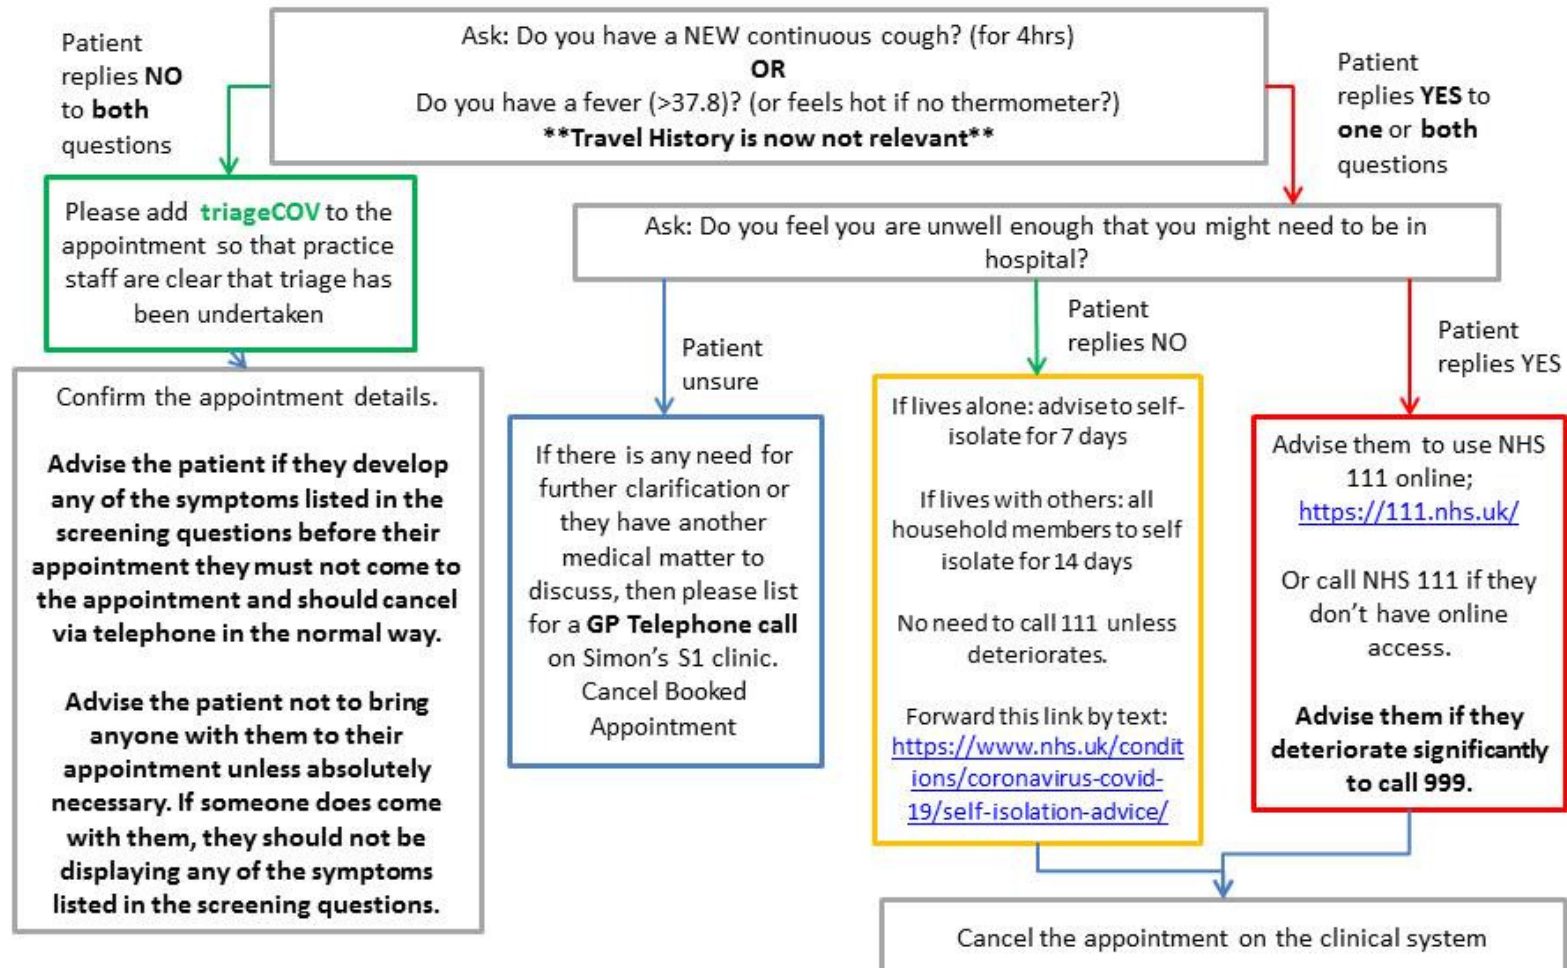 Patient
replies NO
to both
questions
Ask: Do you have a NEW continuous cough? (for 4hrs)
OR
Do you have a fever (>37.8)? (or feels hot if no thermometer?)
**Travel History is now not relevant**
Patient
replies YES to
one or both
questions
Please add triageCOV to the
appointment so that practice
staff are clear that triage has
been undertaken
Confirm the appointment details.
Advise the patient if they develop
any of the symptoms listed in the
screening questions before their
appointment they must not come to
the appointment and should cancel
via telephone in the normal way.
Advise the patient not to bring
anyone with them to their
appointment unless absolutely
necessary. If someone does come
with them, they should not be
displaying any of the symptoms
listed in the screening questions.
Ask: Do you feel you are unwell enough that you might need to be in
hospital?
Patient
unsure
If there is any need for
further clarification or
they have another
medical matter to
discuss, then please list
for a GP Telephone call
on Simon's S1 clinic.
Cancel Booked
Appointment
Patient
replies NO
If lives alone: advise to self-
isolate for 7 days
If lives with others: all
household members to self
isolate for 14 days
No need to call 111 unless
deteriorates.
Forward this link by text:
https://www.nhs.uk/condit
ions/coronavirus-covid-
19/self-isolation-advice/
Patient
replies YES
Advise them to use NHS
111 online;
https://111.nhs.uk/
Or call NHS 111 if they
don't have online
access.
Advise them if they
deteriorate significantly
to call 999.
Cancel the appointment on the clinical system